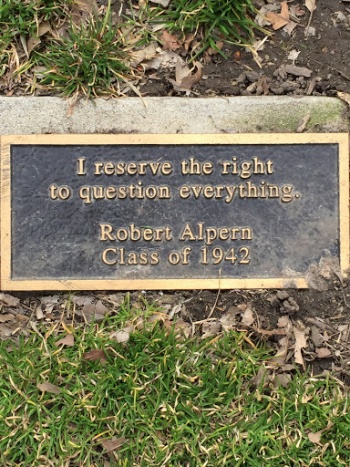 I reserve the right
to question everything.
Robert Alpern
Class of 1942